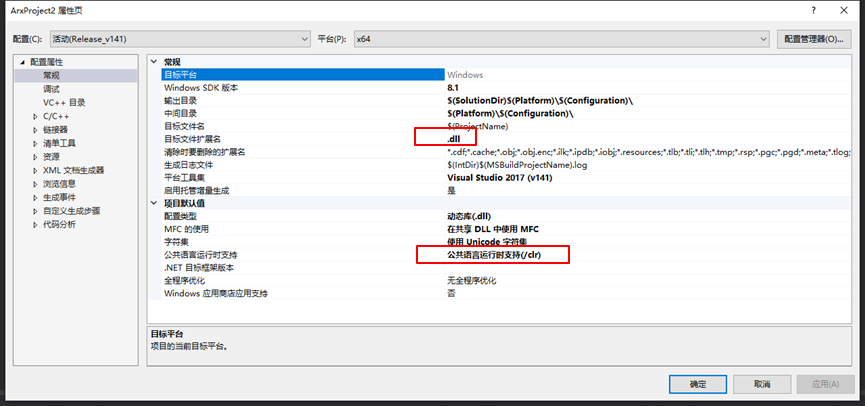 ArxProject2 属性页
配置(C): 活动(Release_v141) 平台(P): x64 配置管理器(O)...
配置属性
常规
调试
VC++ 目录
C/C++
链接器
清单工具
资源
XML 文档生成器
浏览信息
生成事件
自定义生成步骤
代码分析
常规
目标平台 Windows
Windows SDK 版本 8.1
输出目录 $(SolutionDir)$(Platform)\$(Configuration)\
中间目录 $(Platform)\$(Configuration)\
目标文件名 $(ProjectName)
目标文件扩展名 .dll
清除时要删除的扩展名 *.cdf;*.cache;*.obj;*.obj.enc;*.ilk;*.ipdb;*.iobj;*.resources;*.tlb;*.tli;*.tlh;*.tmp;*.rsp;*.pgc;*.pgd;*.meta;*.tlog;
生成日志文件 $(IntDir)$(MSBuildProjectName).log
平台工具集 Visual Studio 2017 (v141)
启用托管增量生成 是
项目默认值
配置类型 动态库(.dll)
MFC 的使用 在共享 DLL 中使用 MFC
字符集 使用 Unicode 字符集
公共语言运行时支持 公共语言运行时支持(/clr)
.NET 目标框架版本
全程序优化 无全程序优化
Windows 应用商店应用支持 否
目标平台
项目的当前目标平台。
确定 取消 应用(A)